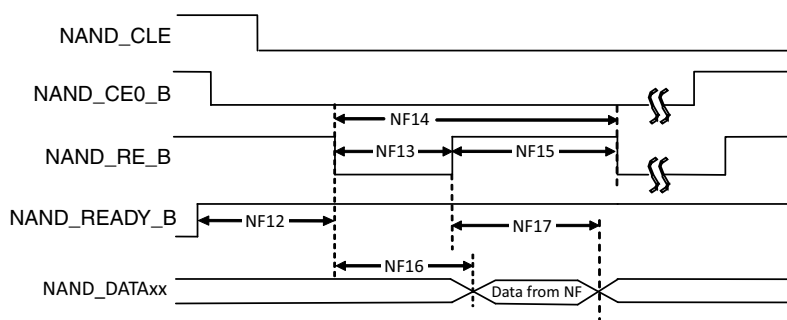 NAND_CLE
NAND_CE0_B
NF14
NAND_RE_B
NF13
NF15
NAND_READY_B
NF12
NF17
NF16
NAND_DATAxx
Data from NF